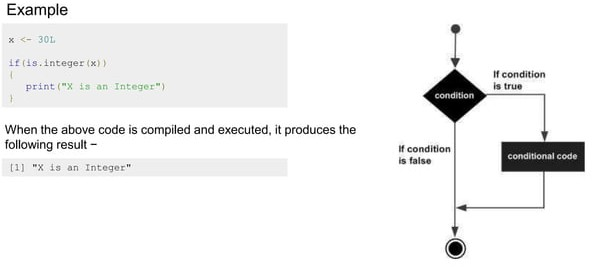 Example
x <- 30L
if(is.integer(x))
{
print("X is an Integer")
}
When the above code is compiled and executed, it produces the
following result −
[1] "X is an Integer"
If condition
is true
condition
If condition
is false
conditional code